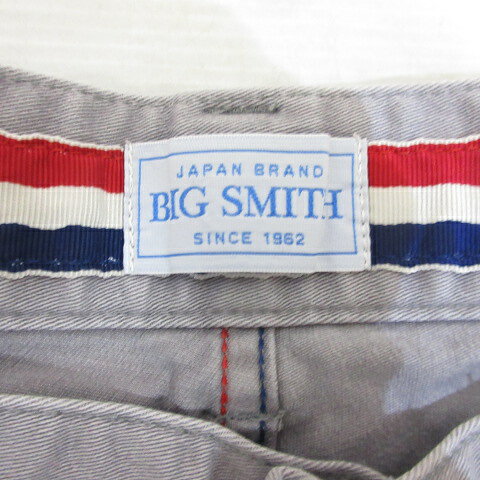 JAPAN BRAND
BIG SMITH
SINCE 1962